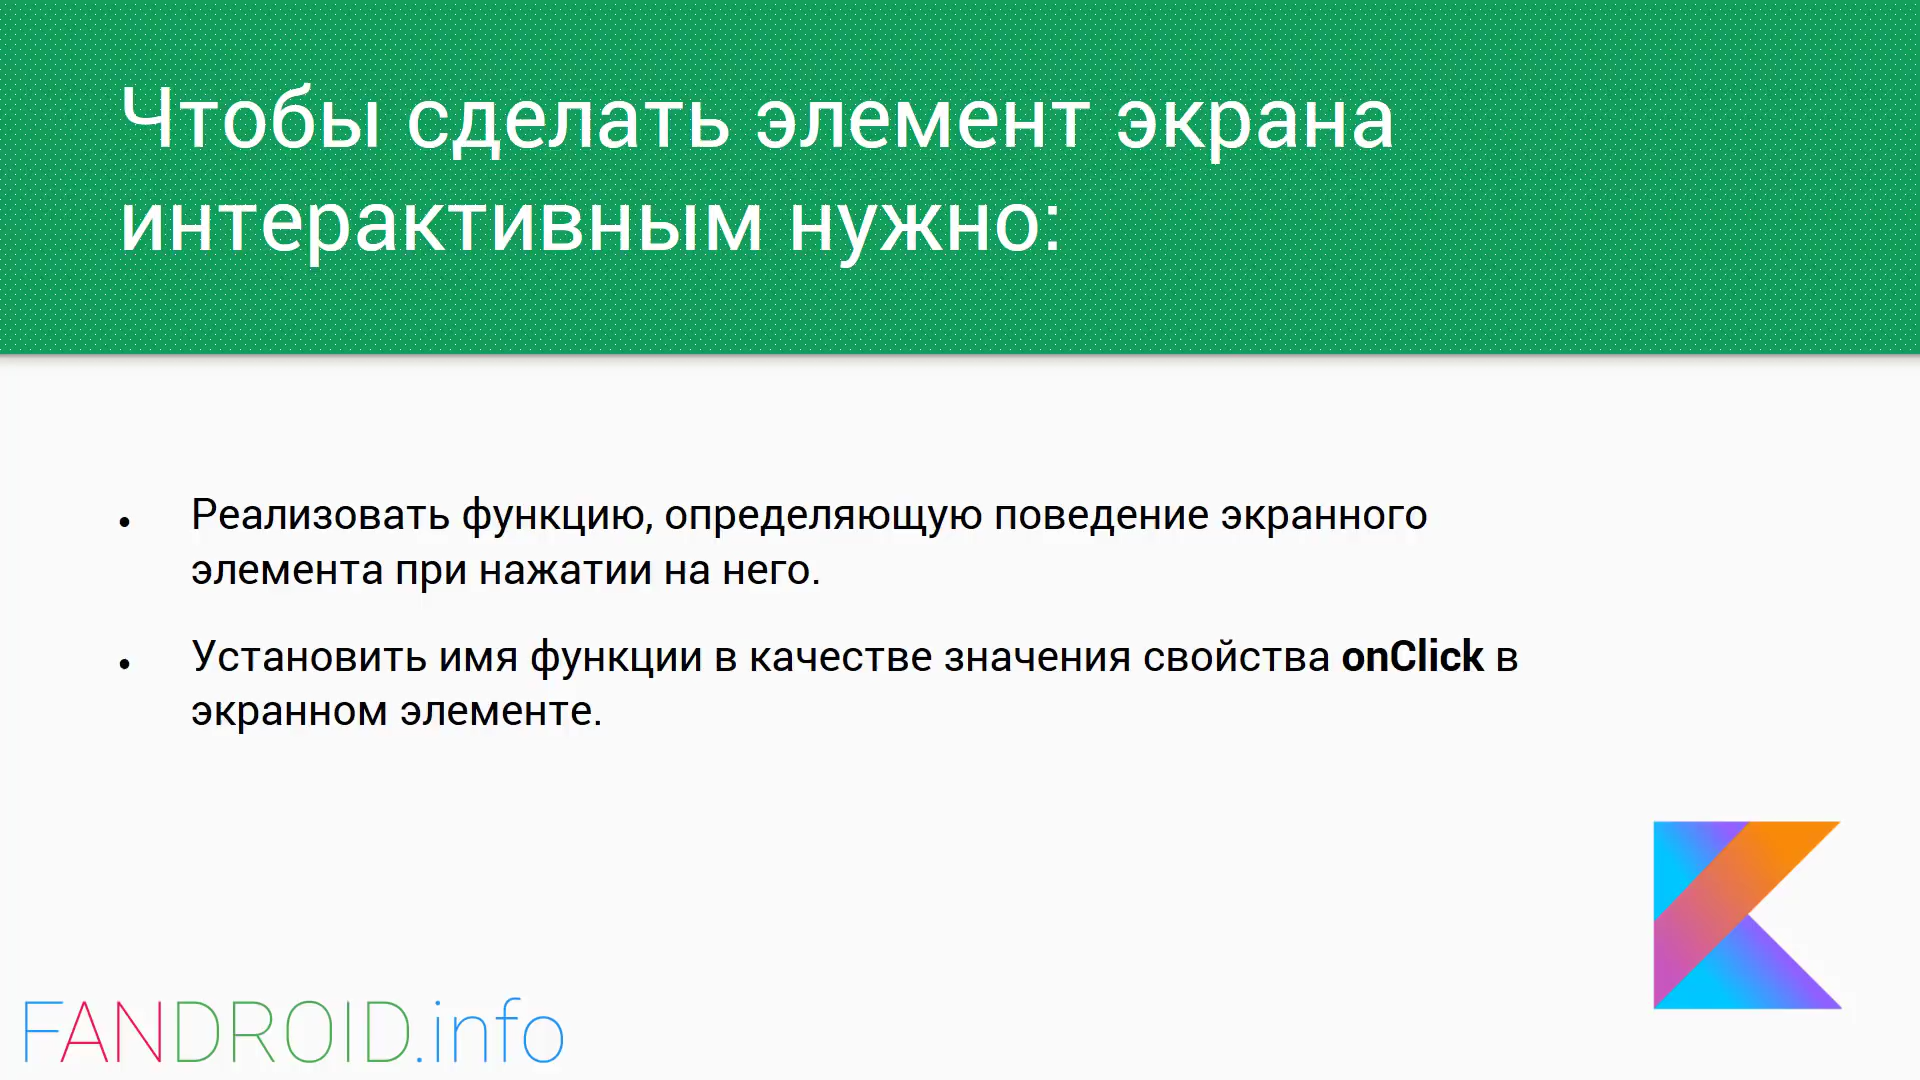 Чтобы сделать элемент экрана
интерактивным нужно:
• Реализовать функцию, определяющую поведение экранного
элемента при нажатии на него.
• Установить имя функции в качестве значения свойства onClick в
экранном элементе.
FANDROID.info